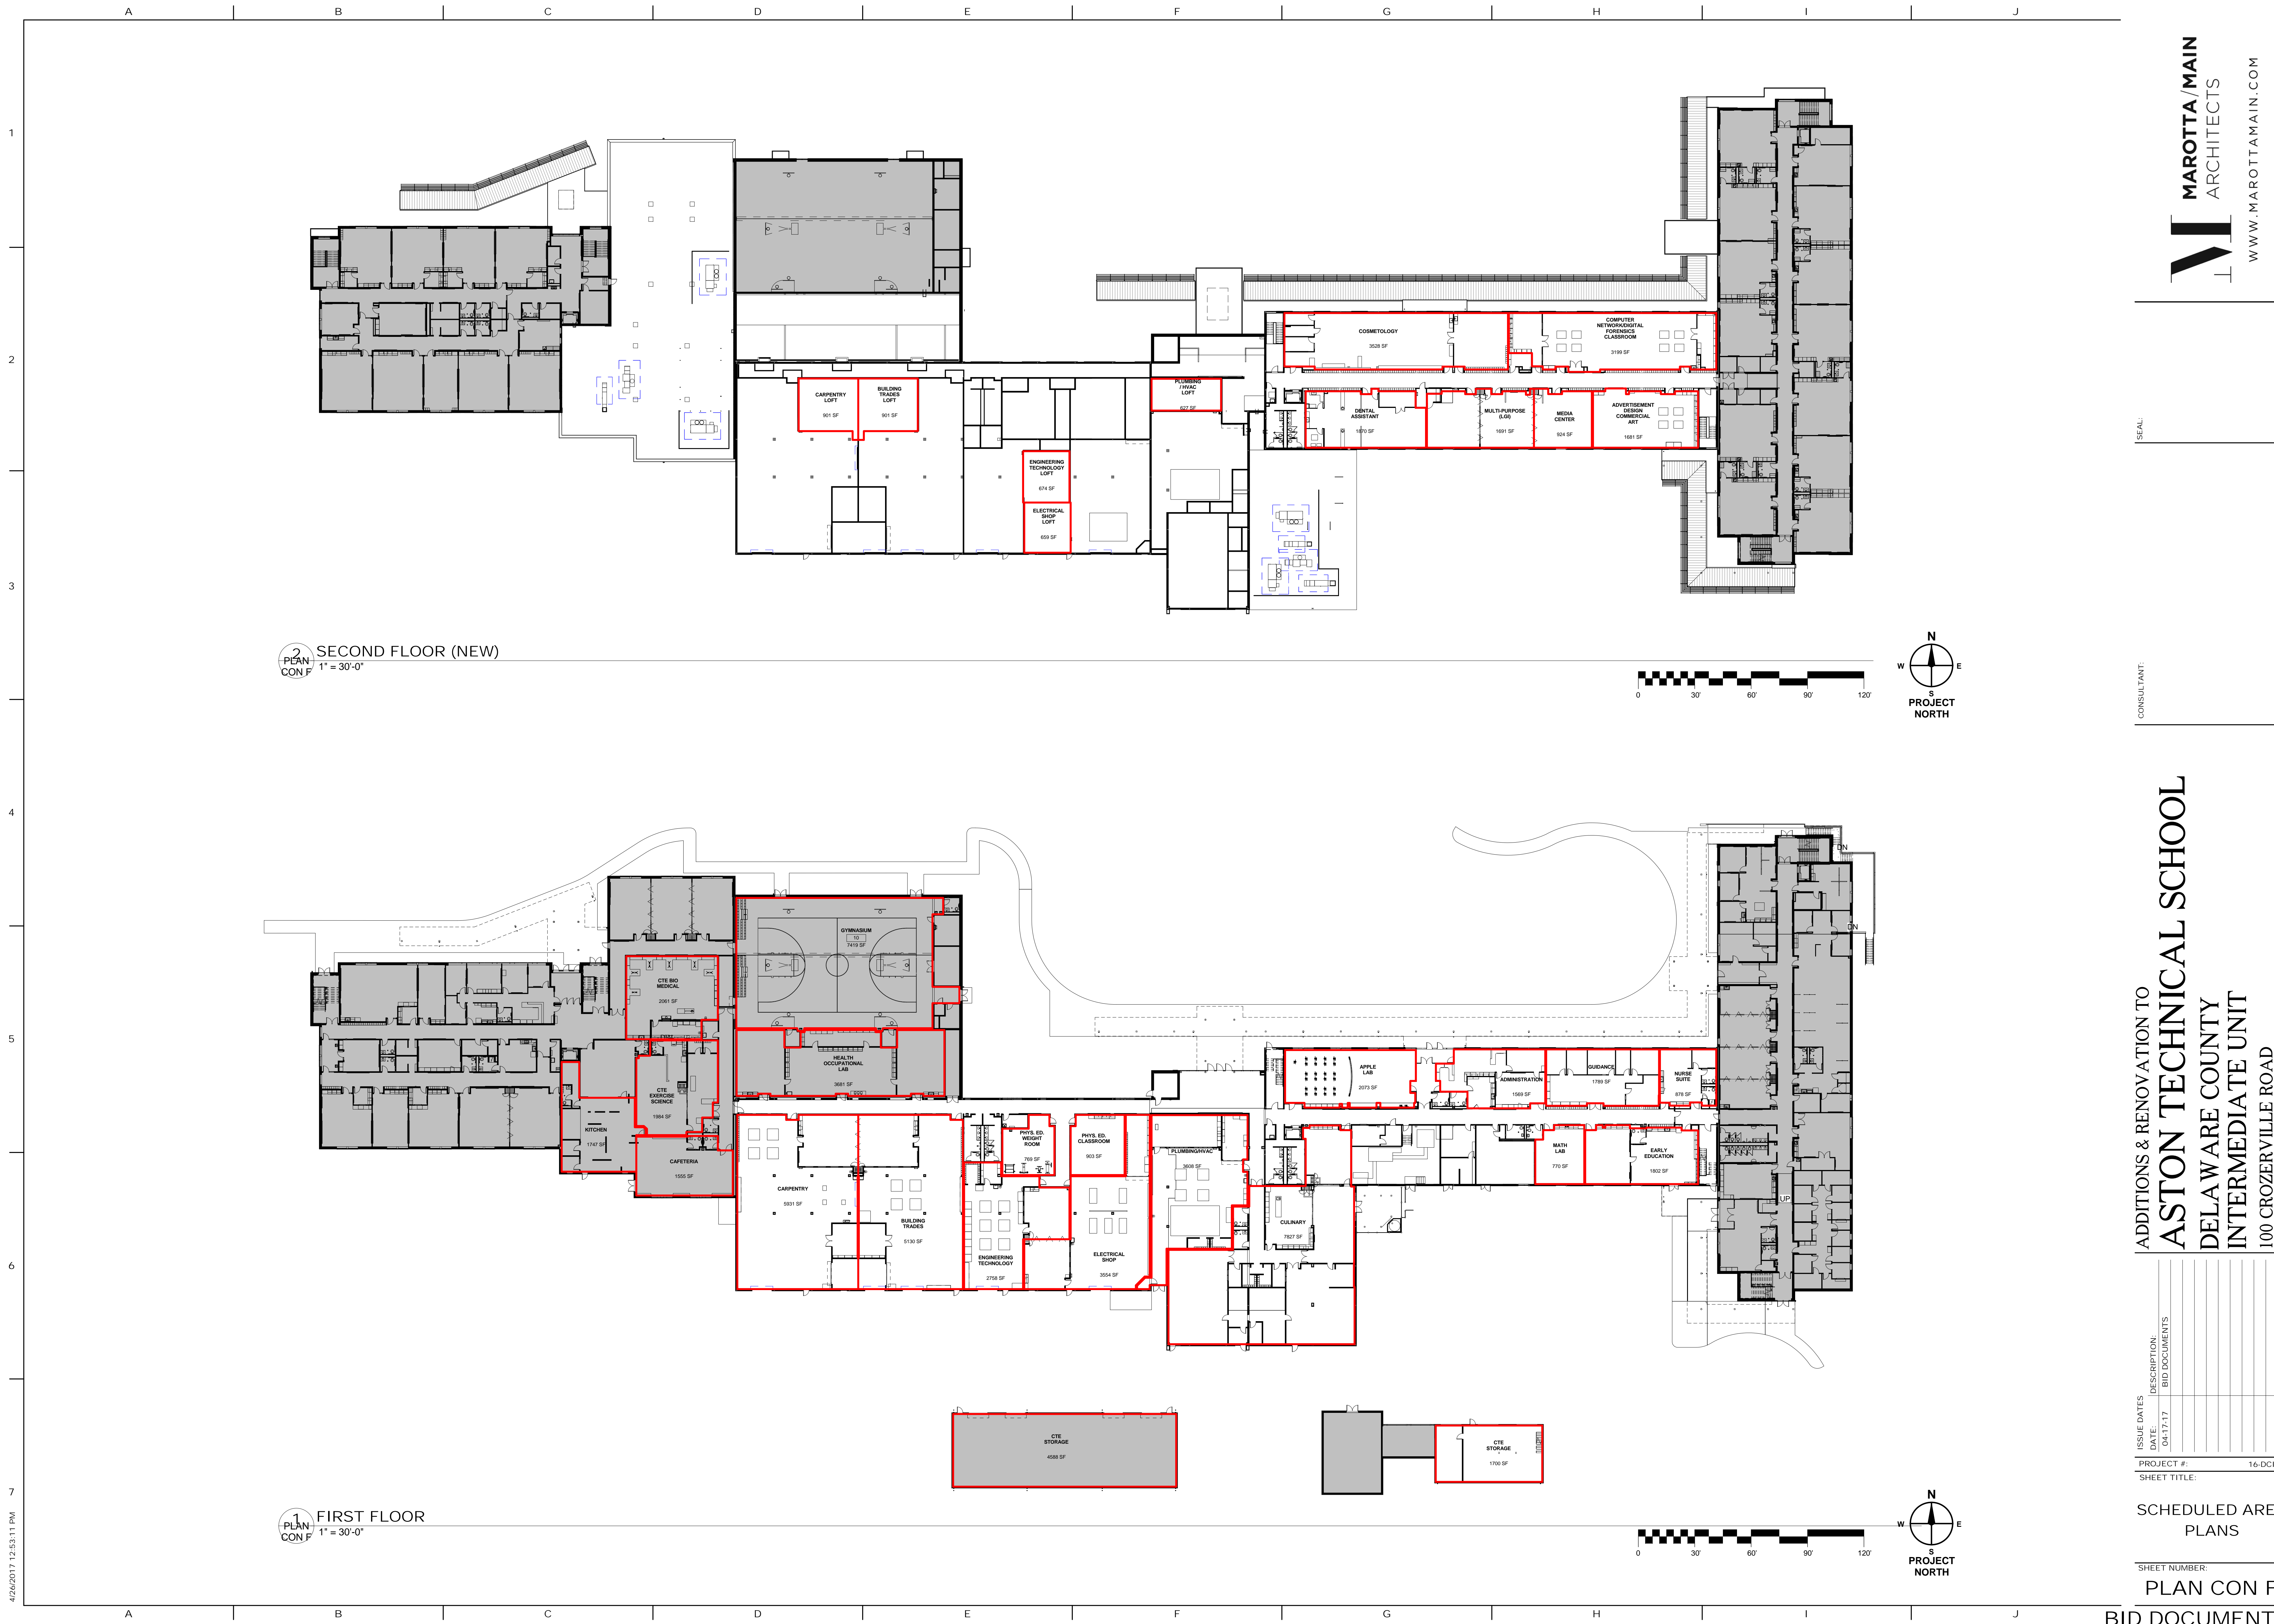 A B C D E F G H I J
1
2
3
4
5
6
7
COSMETOLOGY
3528 SF
COMPUTER
NETWORK/DIGITAL
FORENSICS
CLASSROOM
3199 SF
CARPENTRY
LOFT
901 SF
BUILDING
TRADES
LOFT
901 SF
PLUMBING
/ HVAC
LOFT
627 SF
DENTAL
ASSISTANT
1870 SF
MULTI-PURPOSE
(LGI)
1691 SF
MEDIA
CENTER
924 SF
ADVERTISEMENT
DESIGN
COMMERCIAL
ART
1681 SF
ENGINEERING
TECHNOLOGY
LOFT
674 SF
ELECTRICAL
SHOP
LOFT
659 SF
2
PLAN
CON F
SECOND FLOOR (NEW)
1" = 30'-0"
0 30' 60' 90' 120'
N
W E
S
PROJECT
NORTH
DN
DN
GYMNASIUM
10
7419 SF
CTE BIO
MEDICAL
2061 SF
HEALTH
OCCUPATIONAL
LAB
3681 SF
CTE
EXERCISE
SCIENCE
1984 SF
KITCHEN
1747 SF
CAFETERIA
1555 SF
APPLE
LAB
2073 SF
ADMINISTRATION
1569 SF
GUIDANCE
1789 SF
NURSE
SUITE
878 SF
PHYS. ED.
WEIGHT
ROOM
769 SF
PHYS. ED.
CLASSROOM
903 SF
PLUMBING/HVAC
3608 SF
MATH
LAB
770 SF
EARLY
EDUCATION
1802 SF
CARPENTRY
5931 SF
BUILDING
TRADES
5130 SF
ENGINEERING
TECHNOLOGY
2758 SF
ELECTRICAL
SHOP
3554 SF
CULINARY
7827 SF
UP
CTE
STORAGE
4588 SF
CTE
STORAGE
1700 SF
1
PLAN
CON F
FIRST FLOOR
1" = 30'-0"
0 30' 60' 90' 120'
N
W E
S
PROJECT
NORTH
4/26/2017 12:53:11 PM
A B C D E F G H I J
MAROTTA/MAIN
ARCHITECTS
WWW.MAROTTAMAIN.COM
SEAL:
CONSULTANT:
ADDITIONS & RENOVATION TO
ASTON TECHNICAL SCHOOL
DELAWARE COUNTY
INTERMEDIATE UNIT
100 CROZERVILLE ROAD
ISSUE DATES
DATE: DESCRIPTION:
04-17-17 BID DOCUMENTS
PROJECT #: 16-DCI
SHEET TITLE:
SCHEDULED ARE
PLANS
SHEET NUMBER:
PLAN CON F
BID DOCUMENT